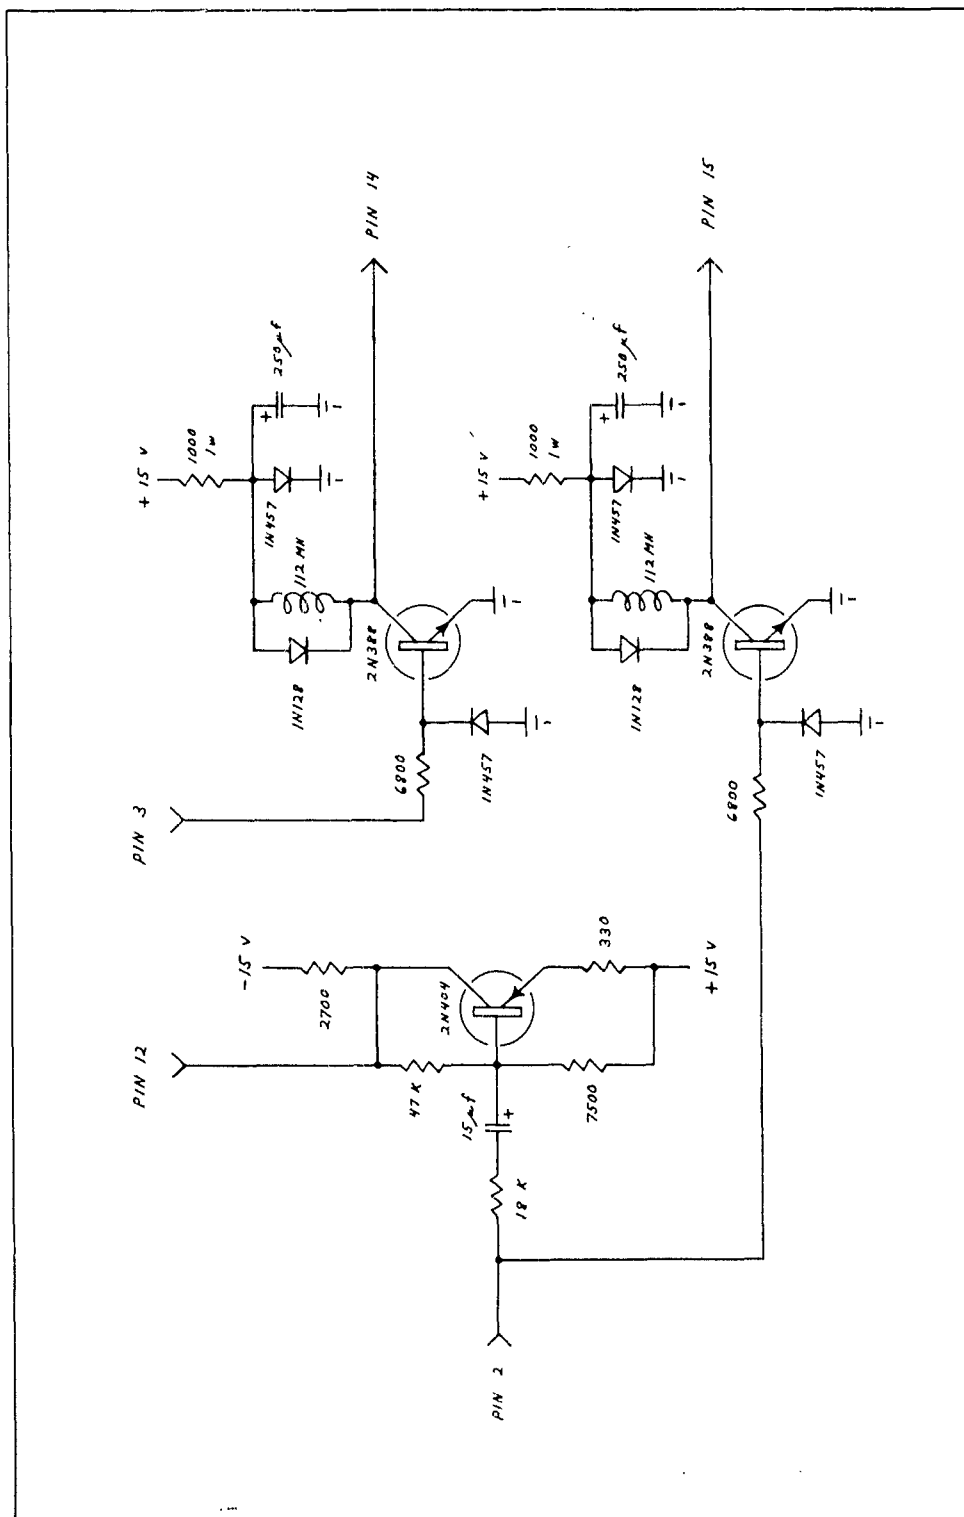 PIN 14
+15 V
1000
1W
+
250µf
1N457
112 MH
1N128
2N388
6800
1N457
PIN 3
PIN 15
+15 V
1000
1W
+
250µf
1N457
112 MH
1N128
2N388
6800
1N457
-15 V
2700
PIN 12
2N404
47 K
330
+15 V
7500
15µf
+
18 K
PIN 2